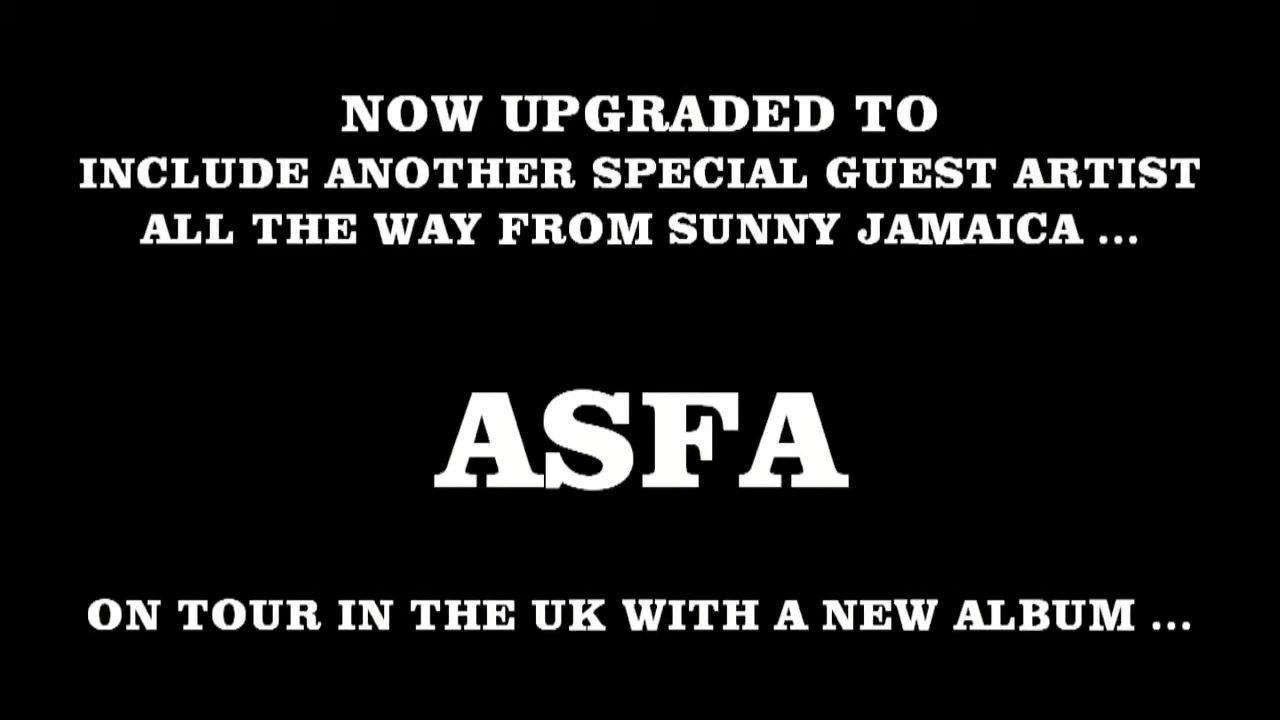 NOW UPGRADED TO
INCLUDE ANOTHER SPECIAL GUEST ARTIST
ALL THE WAY FROM SUNNY JAMAICA ...
ASFA
ON TOUR IN THE UK WITH A NEW ALBUM ...